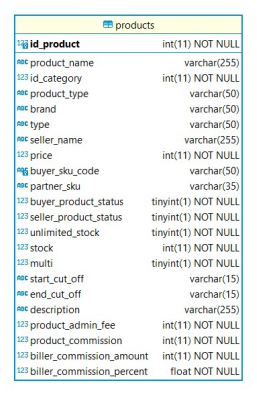 products
123 id_product int(11) NOT NULL
ABC product_name varchar(255)
123 id_category int(11) NOT NULL
ABC product_type varchar(50)
ABC brand varchar(50)
ABC type varchar(50)
ABC seller_name varchar(255)
123 price int(11) NOT NULL
ABC buyer_sku_code varchar(50)
ABC partner_sku varchar(35)
123 buyer_product_status tinyint(1) NOT NULL
123 seller_product_status tinyint(1) NOT NULL
123 unlimited_stock tinyint(1) NOT NULL
123 stock int(11) NOT NULL
123 multi tinyint(1) NOT NULL
ABC start_cut_off varchar(15)
ABC end_cut_off varchar(15)
ABC description varchar(255)
123 product_admin_fee int(11) NOT NULL
123 product_commission int(11) NOT NULL
123 biller_commission_amount int(11) NOT NULL
123 biller_commission_percent float NOT NULL